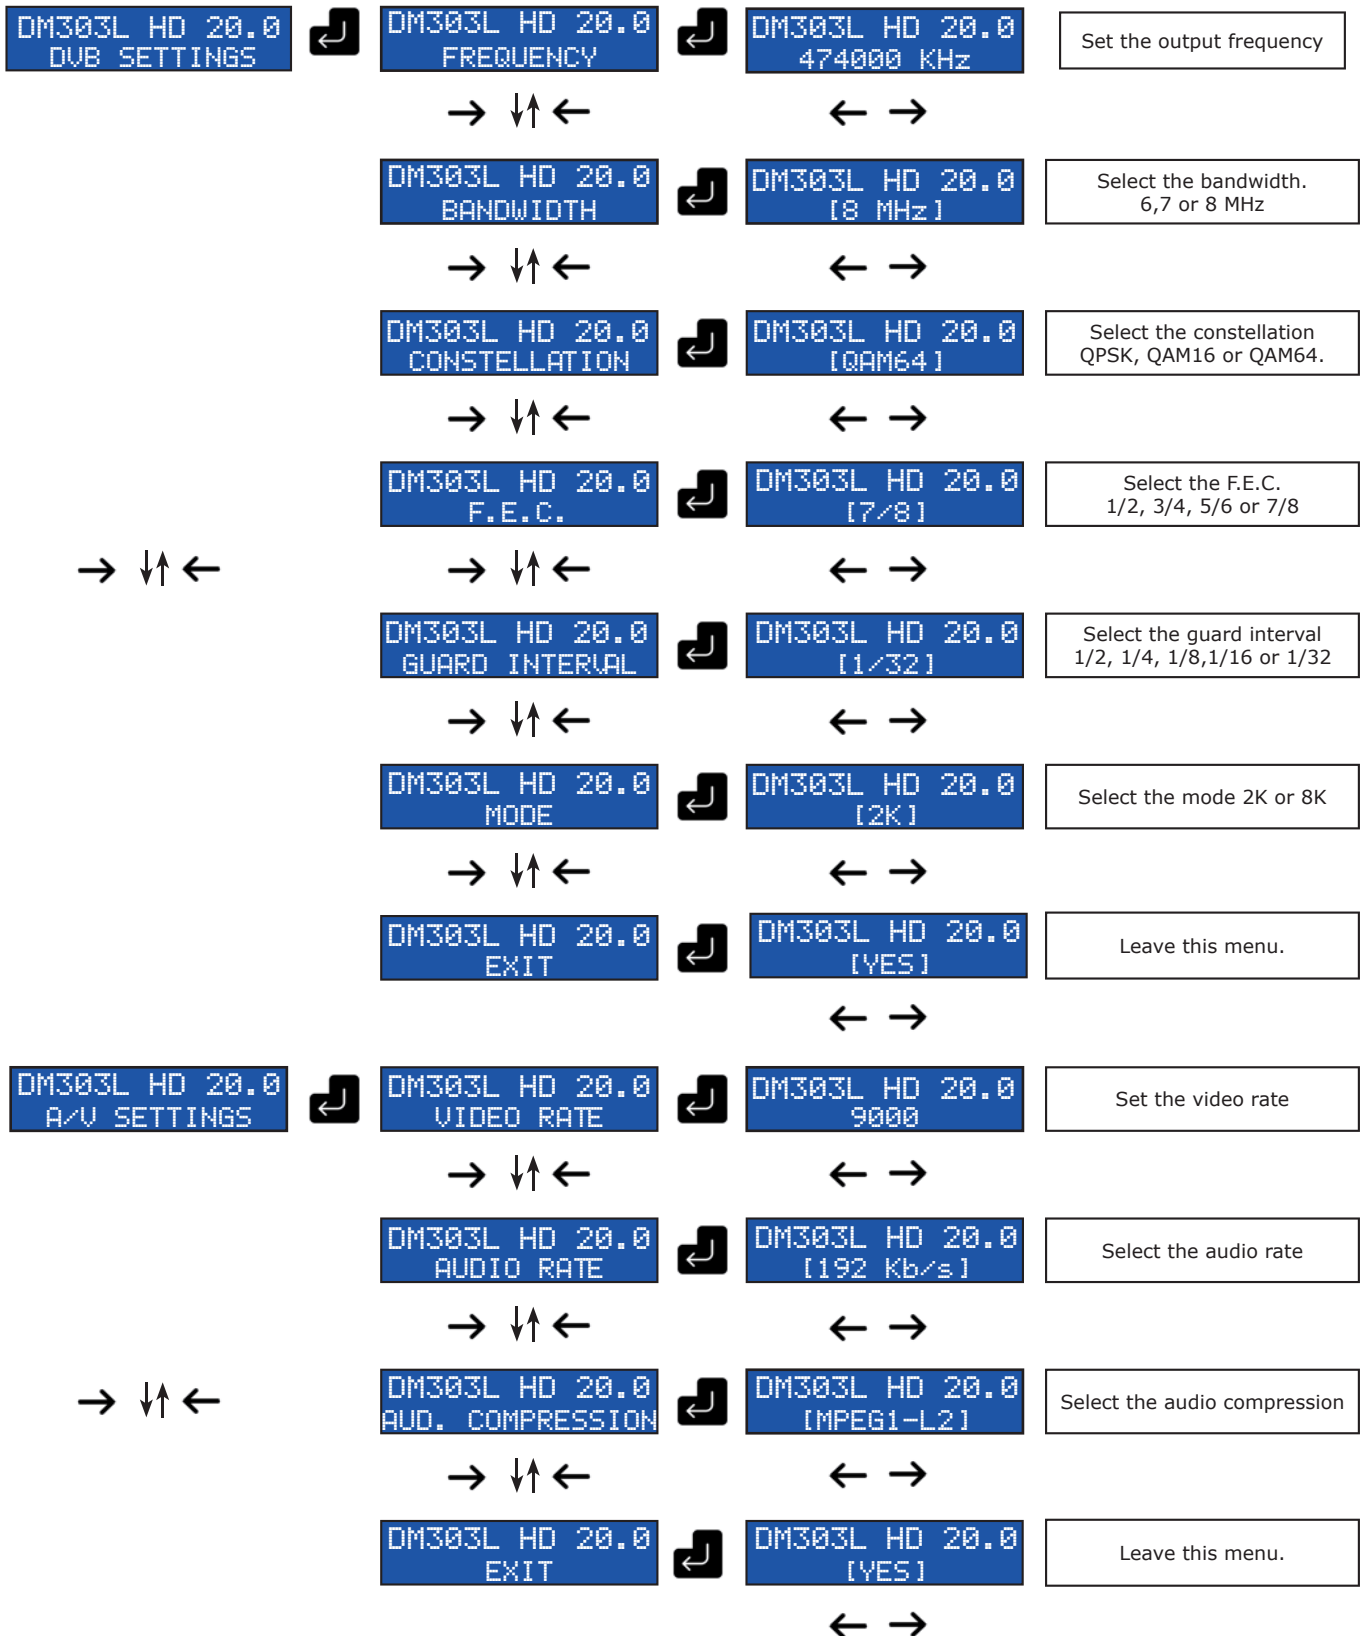 DM303L HD 20.0
DVB SETTINGS
DM303L HD 20.0
FREQUENCY
DM303L HD 20.0
474000 KHz
Set the output frequency
DM303L HD 20.0
BANDWIDTH
DM303L HD 20.0
[8 MHz]
Select the bandwidth.
6,7 or 8 MHz
DM303L HD 20.0
CONSTELLATION
DM303L HD 20.0
[QAM64]
Select the constellation
QPSK, QAM16 or QAM64.
DM303L HD 20.0
F.E.C.
DM303L HD 20.0
[7/8]
Select the F.E.C.
1/2, 3/4, 5/6 or 7/8
DM303L HD 20.0
GUARD INTERVAL
DM303L HD 20.0
[1/32]
Select the guard interval
1/2, 1/4, 1/8,1/16 or 1/32
DM303L HD 20.0
MODE
DM303L HD 20.0
[2K]
Select the mode 2K or 8K
DM303L HD 20.0
EXIT
DM303L HD 20.0
[YES]
Leave this menu.
DM303L HD 20.0
A/V SETTINGS
DM303L HD 20.0
VIDEO RATE
DM303L HD 20.0
9000
Set the video rate
DM303L HD 20.0
AUDIO RATE
DM303L HD 20.0
[192 Kb/s]
Select the audio rate
DM303L HD 20.0
AUD. COMPRESSION
DM303L HD 20.0
[MPEG1-L2]
Select the audio compression
DM303L HD 20.0
EXIT
DM303L HD 20.0
[YES]
Leave this menu.